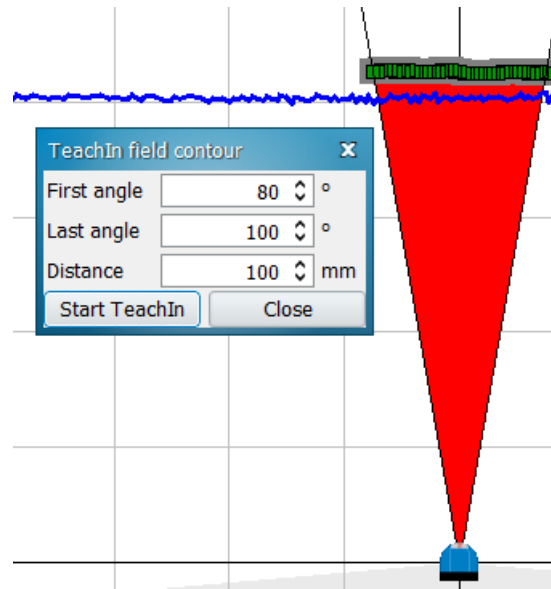 TeachIn field contour x
First angle 80 °
Last angle 100 °
Distance 100 mm
Start TeachIn Close